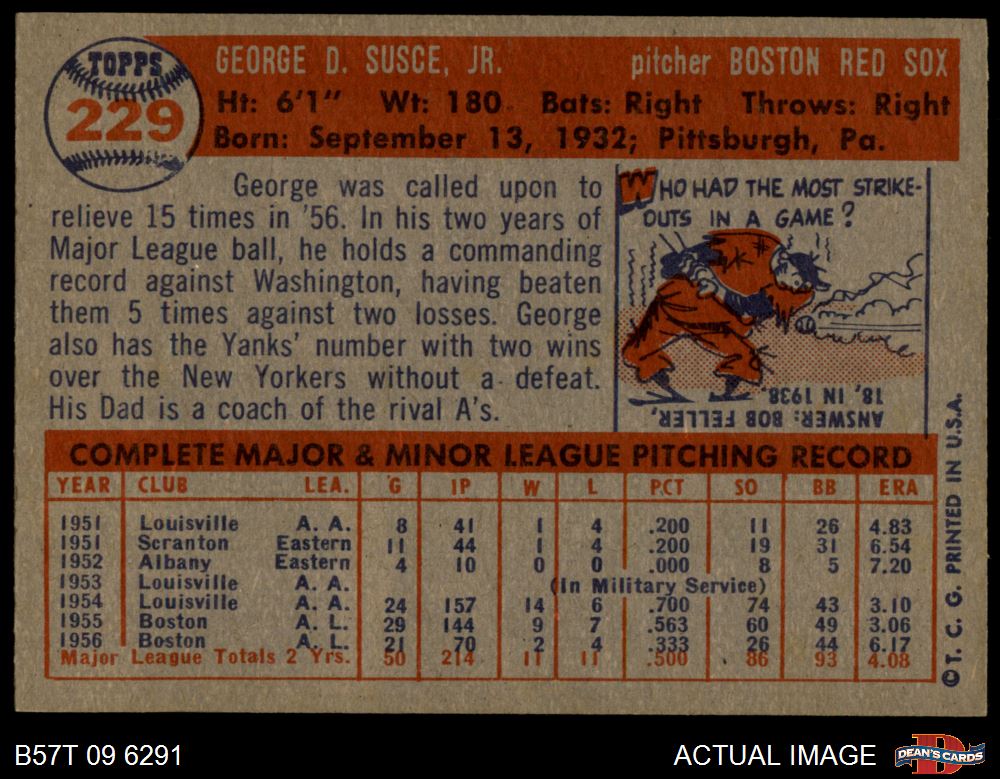 TOPPS
229
GEORGE D. SUSCE, JR. pitcher BOSTON RED SOX
Ht: 6'1" Wt: 180 Bats: Right Throws: Right
Born: September 13, 1932; Pittsburgh, Pa.
George was called upon to
relieve 15 times in '56. In his two years of
Major League ball, he holds a commanding
record against Washington, having beaten
them 5 times against two losses. George
also has the Yanks' number with two wins
over the New Yorkers without a defeat.
His Dad is a coach of the rival A's.
WHO HAD THE MOST STRIKE-
OUTS IN A GAME?
ANSWER: BOB FELLER,
18, IN 1938.
COMPLETE MAJOR & MINOR LEAGUE PITCHING RECORD
YEAR CLUB LEA. G IP W L PCT SO BB ERA
1951 Louisville A. A. 8 41 1 4 .200 11 26 4.83
1951 Scranton Eastern 11 44 1 4 .200 19 31 6.54
1952 Albany Eastern 4 10 0 0 .000 8 5 7.20
1953 Louisville A. A. (In Military Service)
1954 Louisville A. A. 24 157 14 6 .700 74 43 3.10
1955 Boston A. L. 29 144 9 7 .563 60 49 3.06
1956 Boston A. L. 21 70 2 4 .333 26 44 6.17
Major League Totals 2 Yrs. 50 214 11 11 .500 86 93 4.08
© T. C. G. PRINTED IN U.S.A.
B57T 09 6291
ACTUAL IMAGE
DEAN'S CARDS